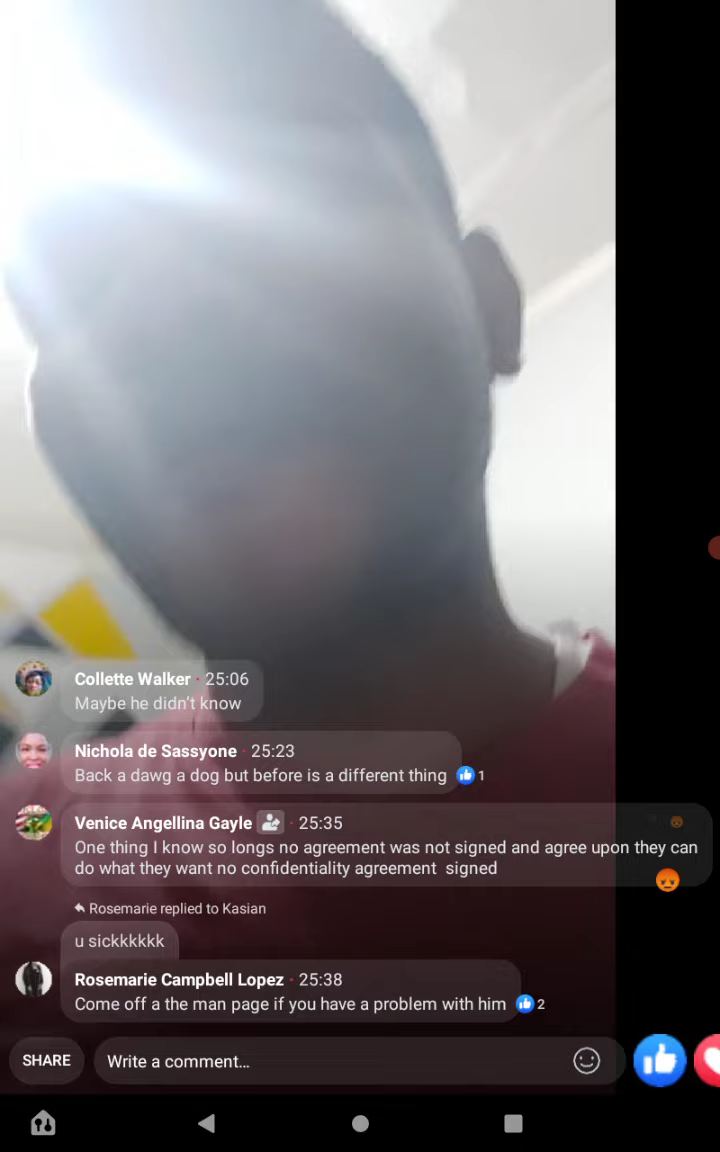 Collette Walker · 25:06
Maybe he didn't know
Nichola de Sassyone · 25:23
Back a dawg a dog but before is a different thing 1
Venice Angellina Gayle · 25:35
One thing I know so longs no agreement was not signed and agree upon they can
do what they want no confidentiality agreement signed
Rosemarie replied to Kasian
u sickkkkkk
Rosemarie Campbell Lopez · 25:38
Come off a the man page if you have a problem with him 2
SHARE
Write a comment...